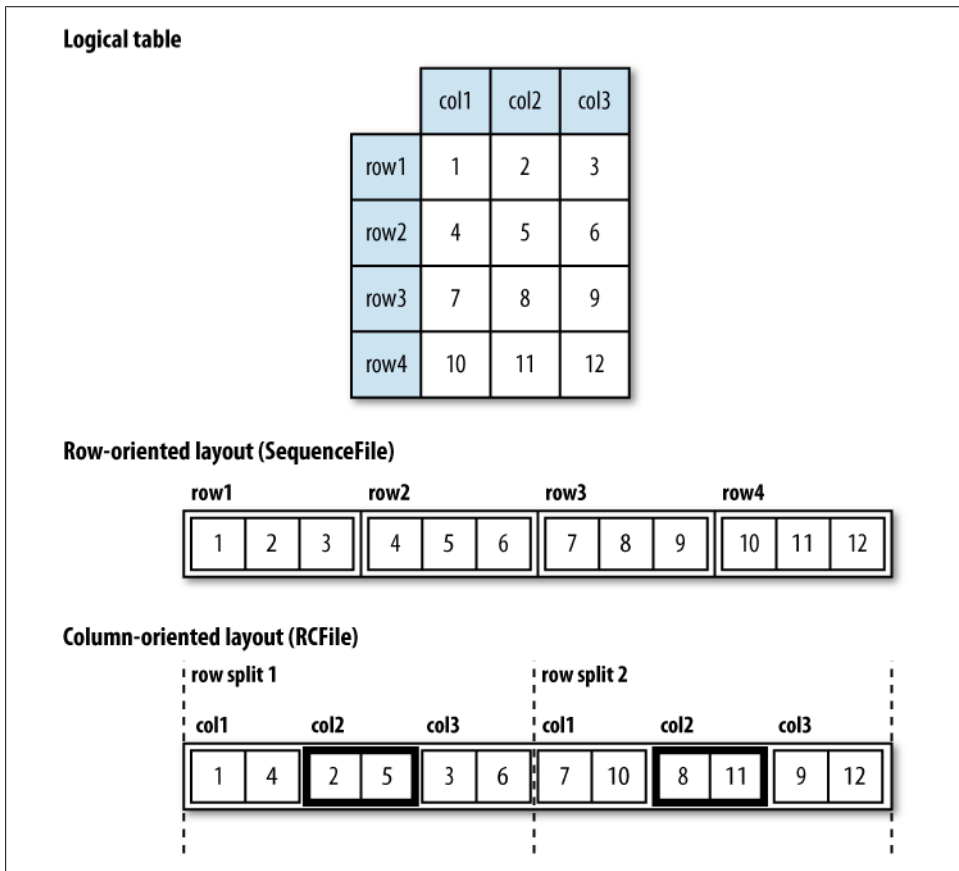 Logical table
col1 col2 col3
row1 1 2 3
row2 4 5 6
row3 7 8 9
row4 10 11 12
Row-oriented layout (SequenceFile)
row1 row2 row3 row4
1 2 3 4 5 6 7 8 9 10 11 12
Column-oriented layout (RCFile)
row split 1 row split 2
col1 col2 col3 col1 col2 col3
1 4 2 5 3 6 7 10 8 11 9 12